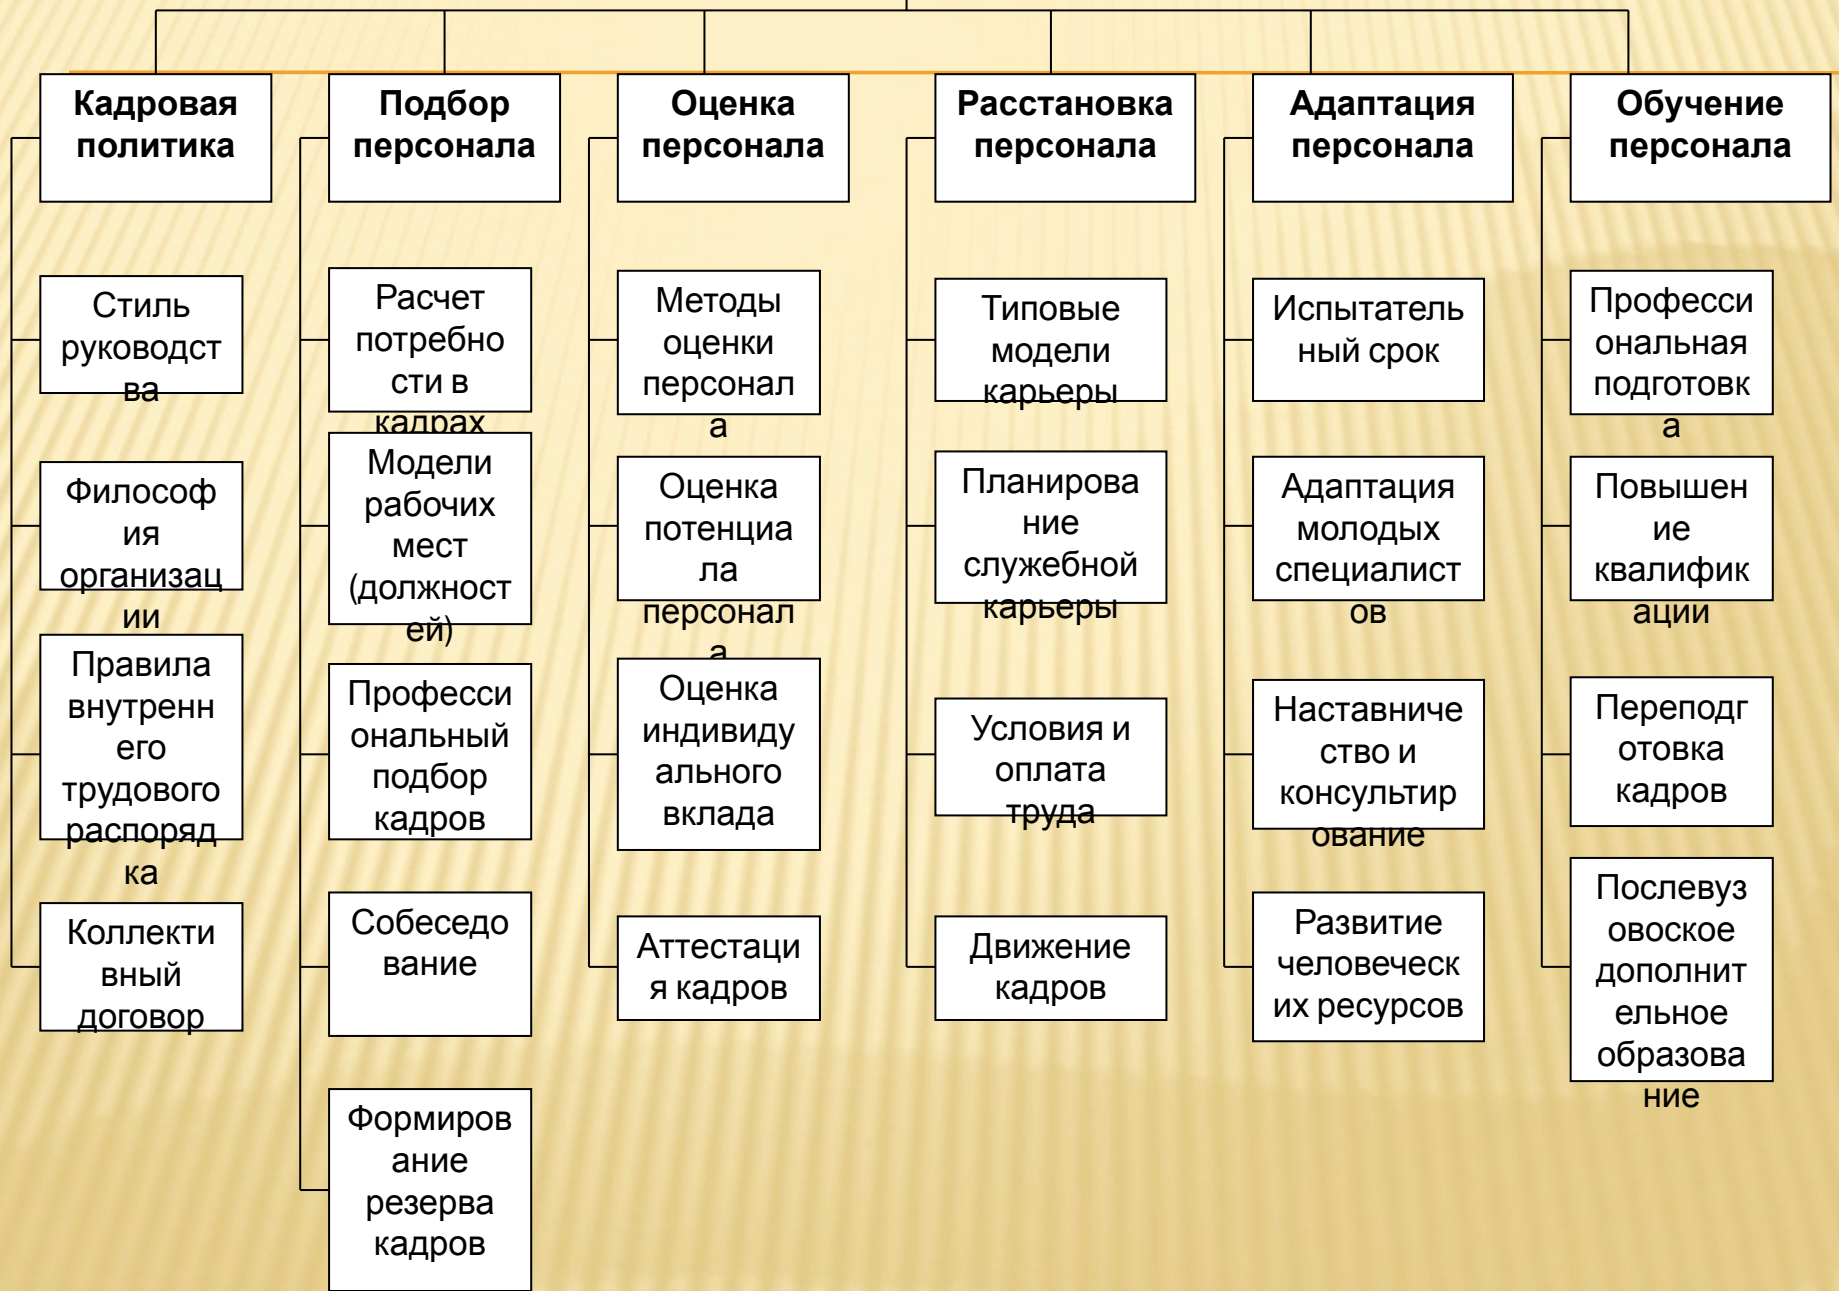 Кадровая
политика
Стиль
руководст
ва
Философ
ия
организац
ии
Правила
внутренн
его
трудового
распоряд
ка
Коллекти
вный
договор
Подбор
персонала
Расчет
потребно
сти в
кадрах
Модели
рабочих
мест
(должност
ей)
Професси
ональный
подбор
кадров
Собеседо
вание
Формиров
ание
резерва
кадров
Оценка
персонала
Методы
оценки
персонал
а
Оценка
потенциа
ла
персонал
а
Оценка
индивиду
ального
вклада
Аттестаци
я кадров
Расстановка
персонала
Типовые
модели
карьеры
Планирова
ние
служебной
карьеры
Условия и
оплата
труда
Движение
кадров
Адаптация
персонала
Испытатель
ный срок
Адаптация
молодых
специалист
ов
Наставниче
ство и
консультир
ование
Развитие
человеческ
их ресурсов
Обучение
персонала
Професси
ональная
подготовк
а
Повышен
ие
квалифик
ации
Переподг
отовка
кадров
Послевуз
овоское
дополнит
ельное
образова
ние